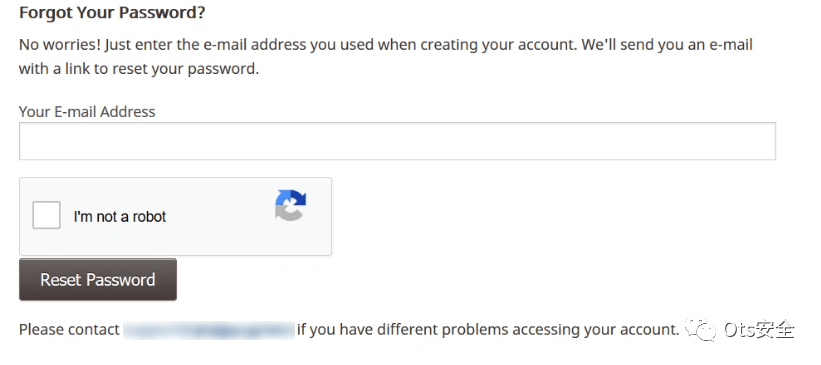 Forgot Your Password?
No worries! Just enter the e-mail address you used when creating your account. We'll send you an e-mail
with a link to reset your password.
Your E-mail Address
I'm not a robot
Reset Password
Please contact if you have different problems accessing your account.
Ots安全